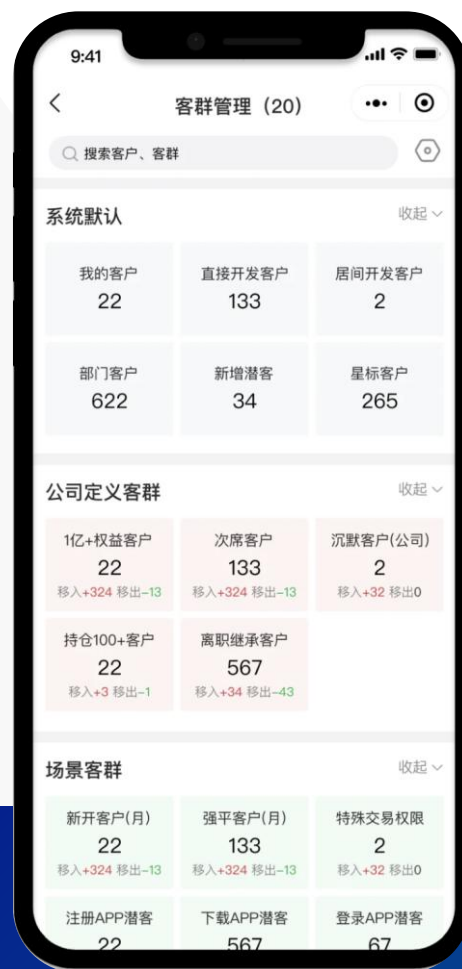 9:41
客群管理（20）
搜索客户、客群
系统默认
收起
我的客户 直接开发客户 居间开发客户
22 133 2
部门客户 新增潜客 星标客户
622 34 265
公司定义客群
收起
1亿+权益客户 次席客户 沉默客户(公司)
22 133 2
移入+324 移出-13 移入+324 移出-13 移入+32 移出0
持仓100+客户 离职继承客户
22 567
移入+3 移出-1 移入+34 移出-43
场景客群
收起
新开客户(月) 强平客户(月) 特殊交易权限
22 133 2
移入+324 移出-13 移入+324 移出-13 移入+32 移出0
注册APP潜客 下载APP潜客 登录APP潜客
22 567 67